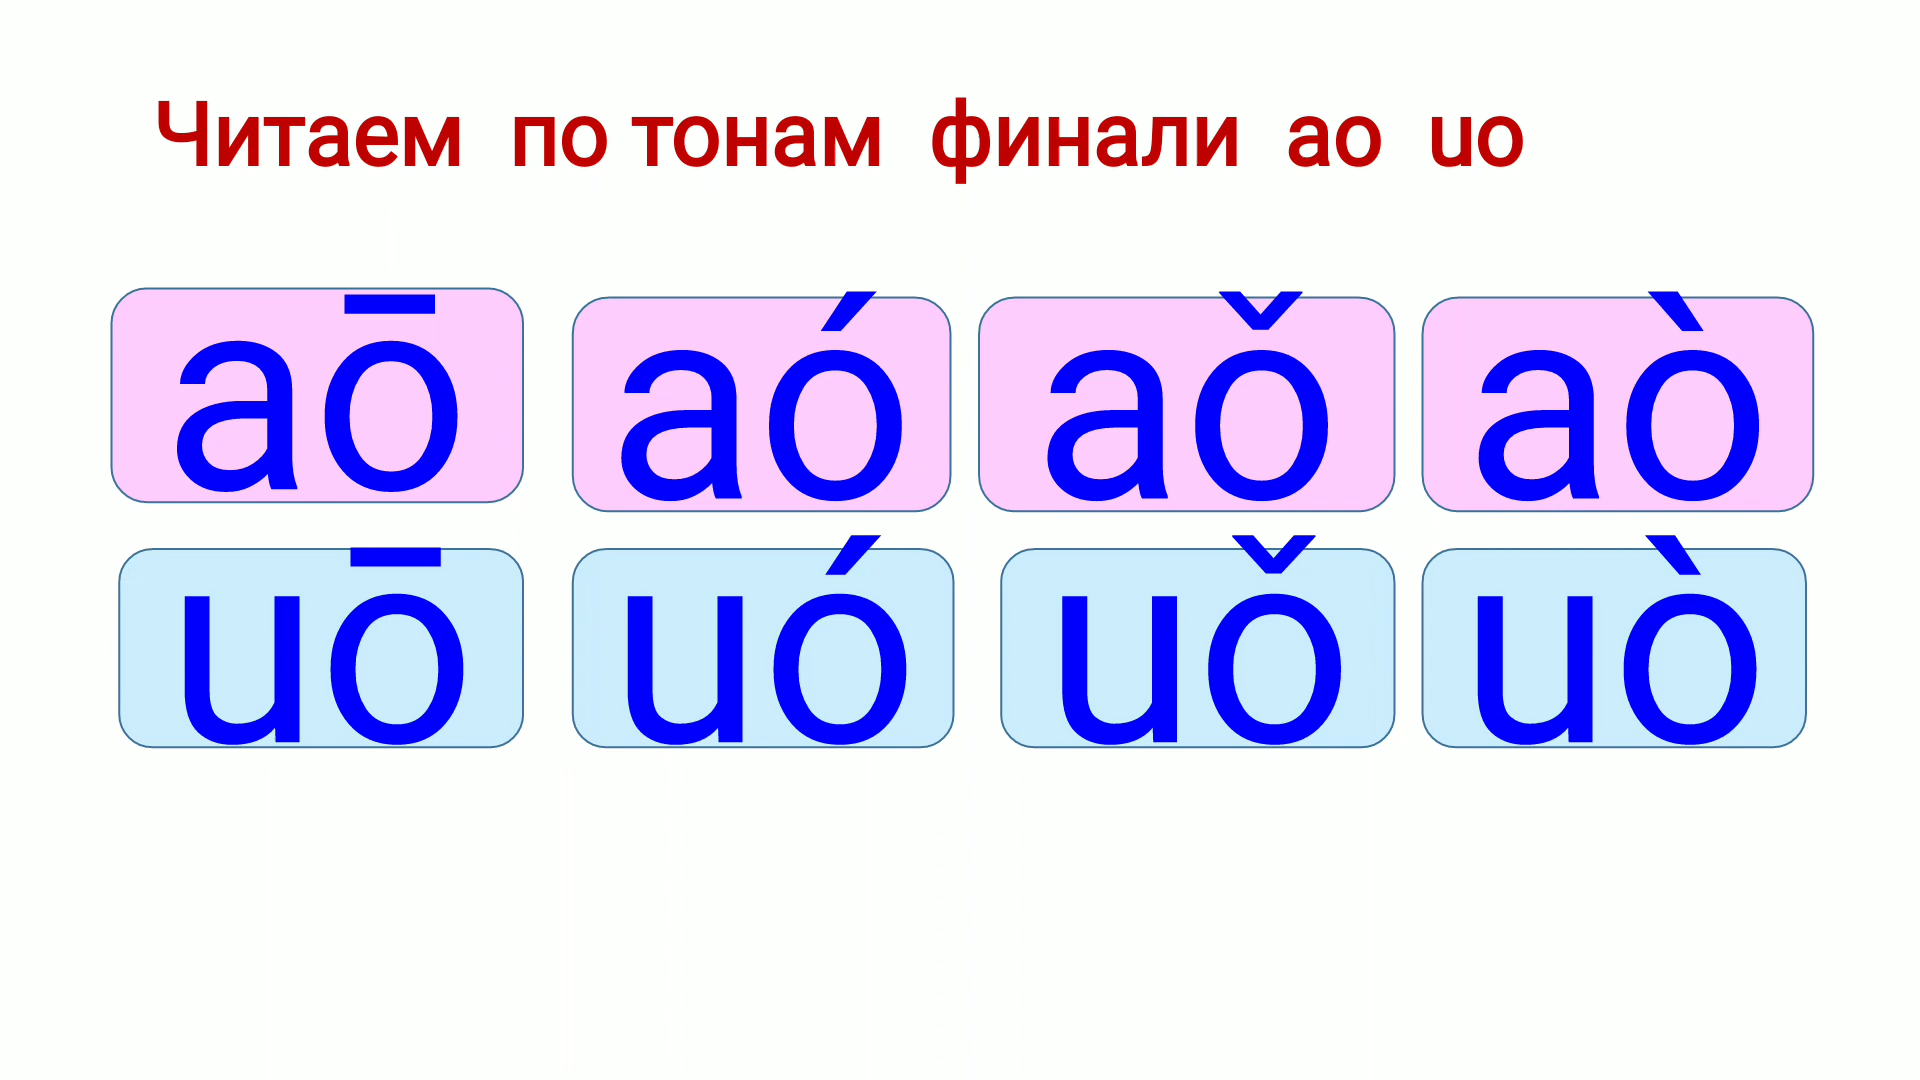 Читаем по тонам финали ao uo
aō aó aǒ aò
uō uó uǒ uò